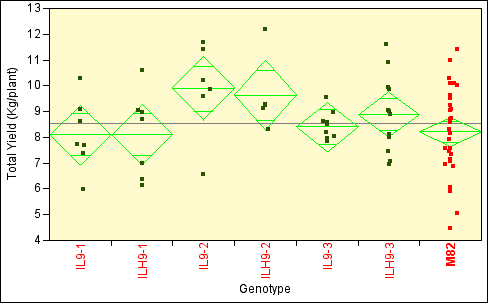 Total Yield (Kg/plant)
13
12
11
10
9
8
7
6
5
4
IL9-1
ILH9-1
IL9-2
ILH9-2
IL9-3
ILH9-3
M82
Genotype